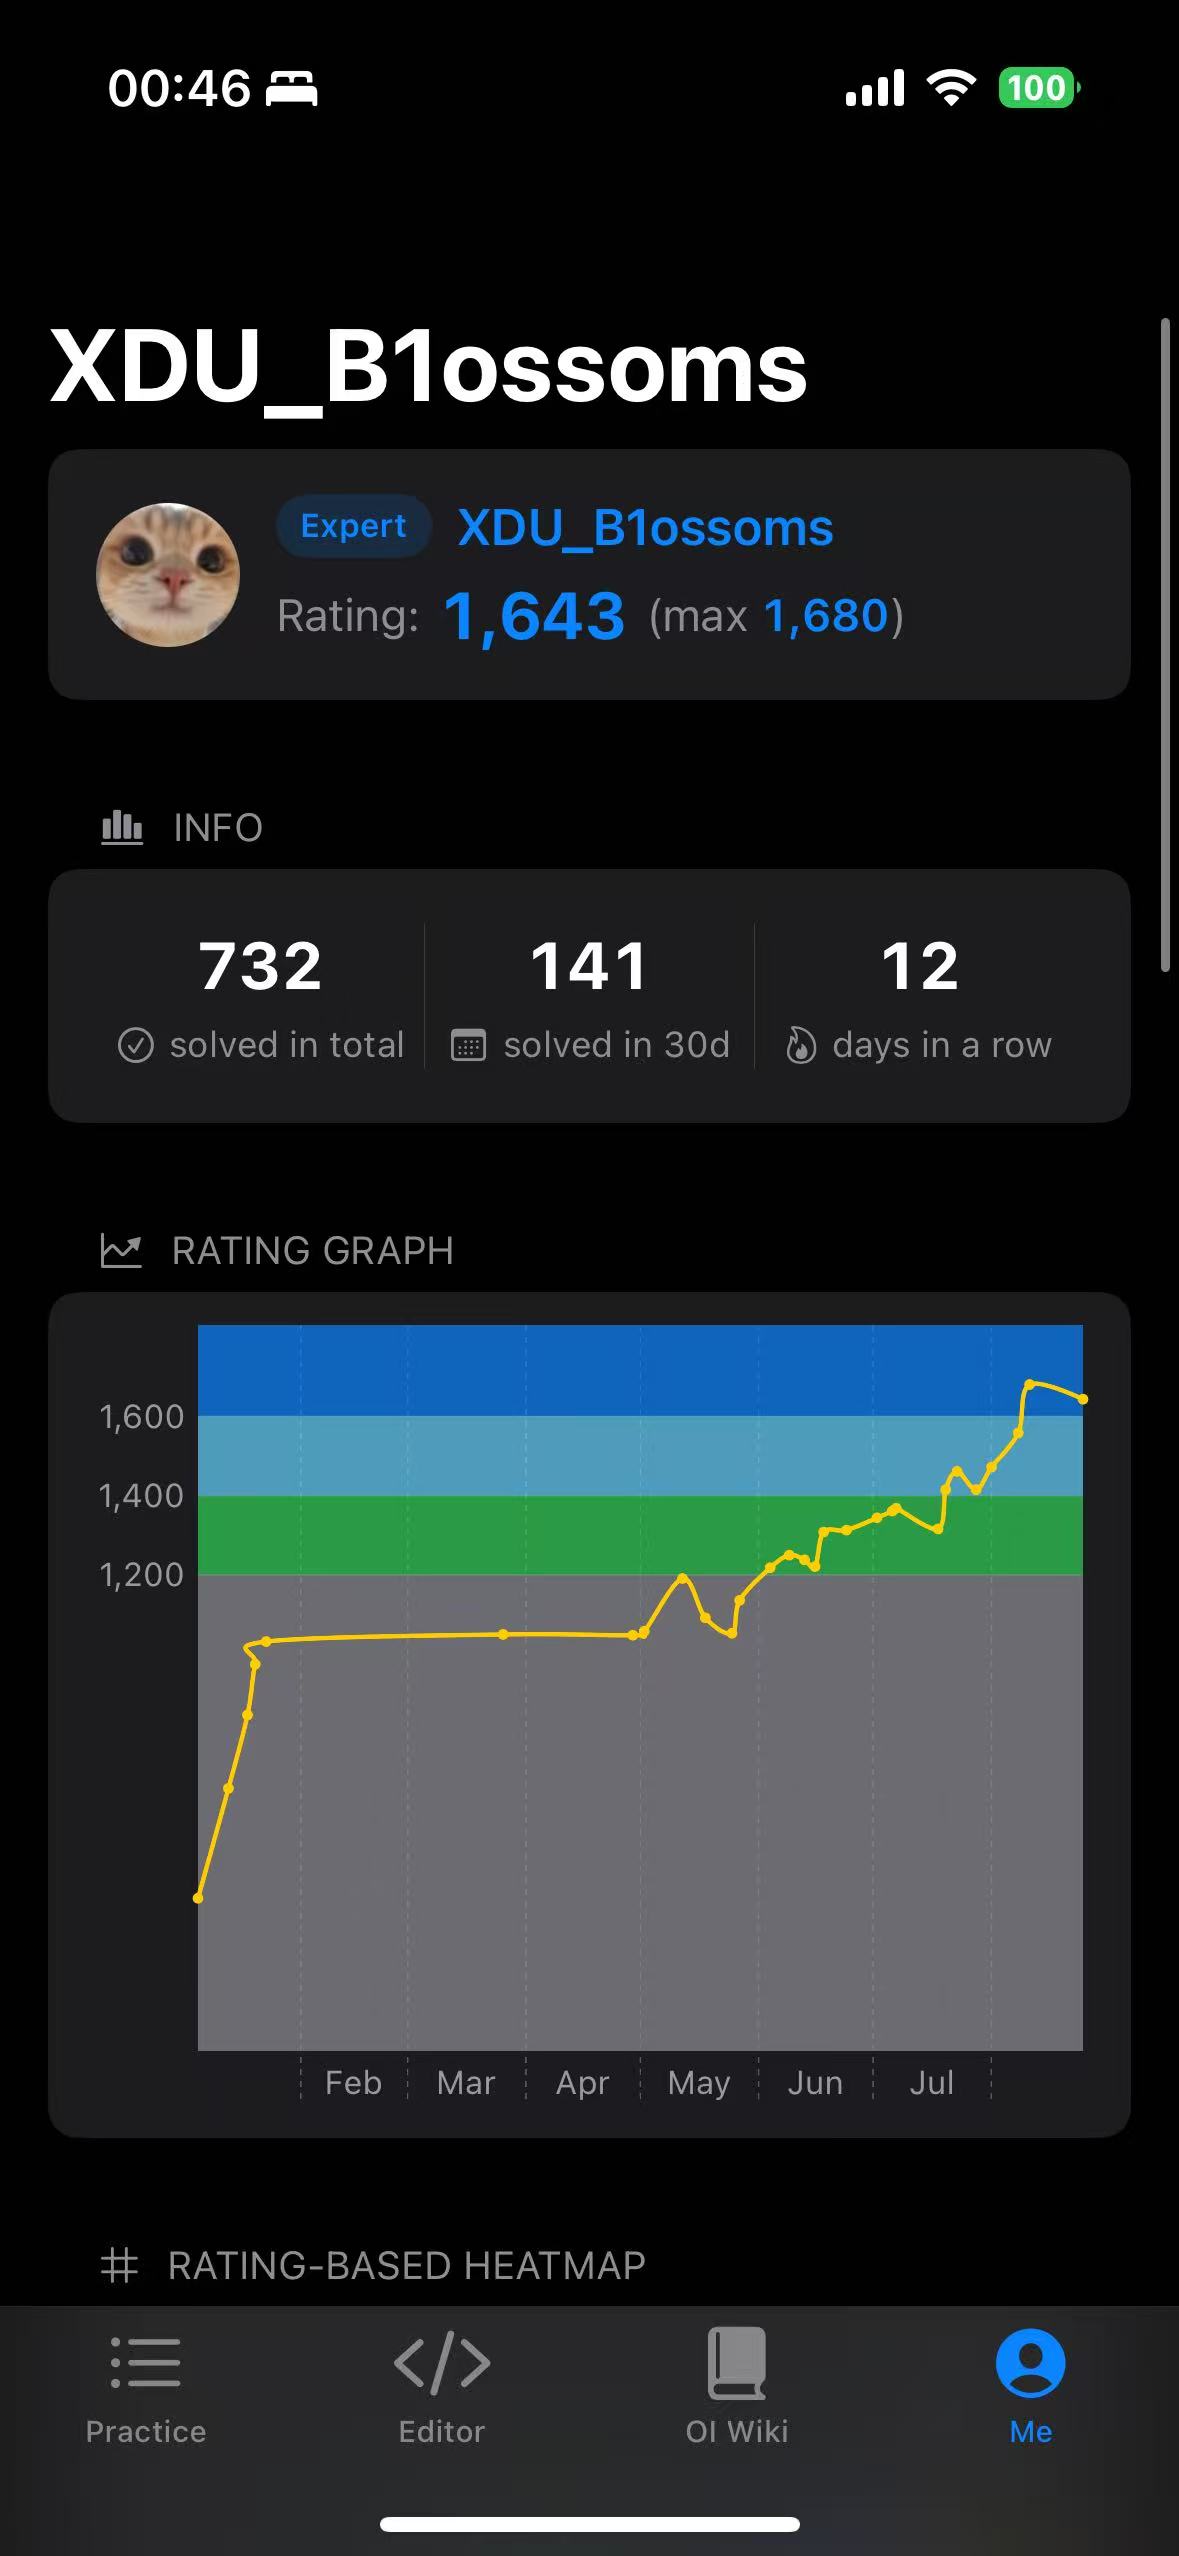 00:46
100
XDU_B1ossoms
Expert XDU_B1ossoms
Rating: 1,643 (max 1,680)
INFO
732 141 12
solved in total solved in 30d days in a row
RATING GRAPH
1,600
1,400
1,200
Feb Mar Apr May Jun Jul
RATING-BASED HEATMAP
Practice Editor OI Wiki Me